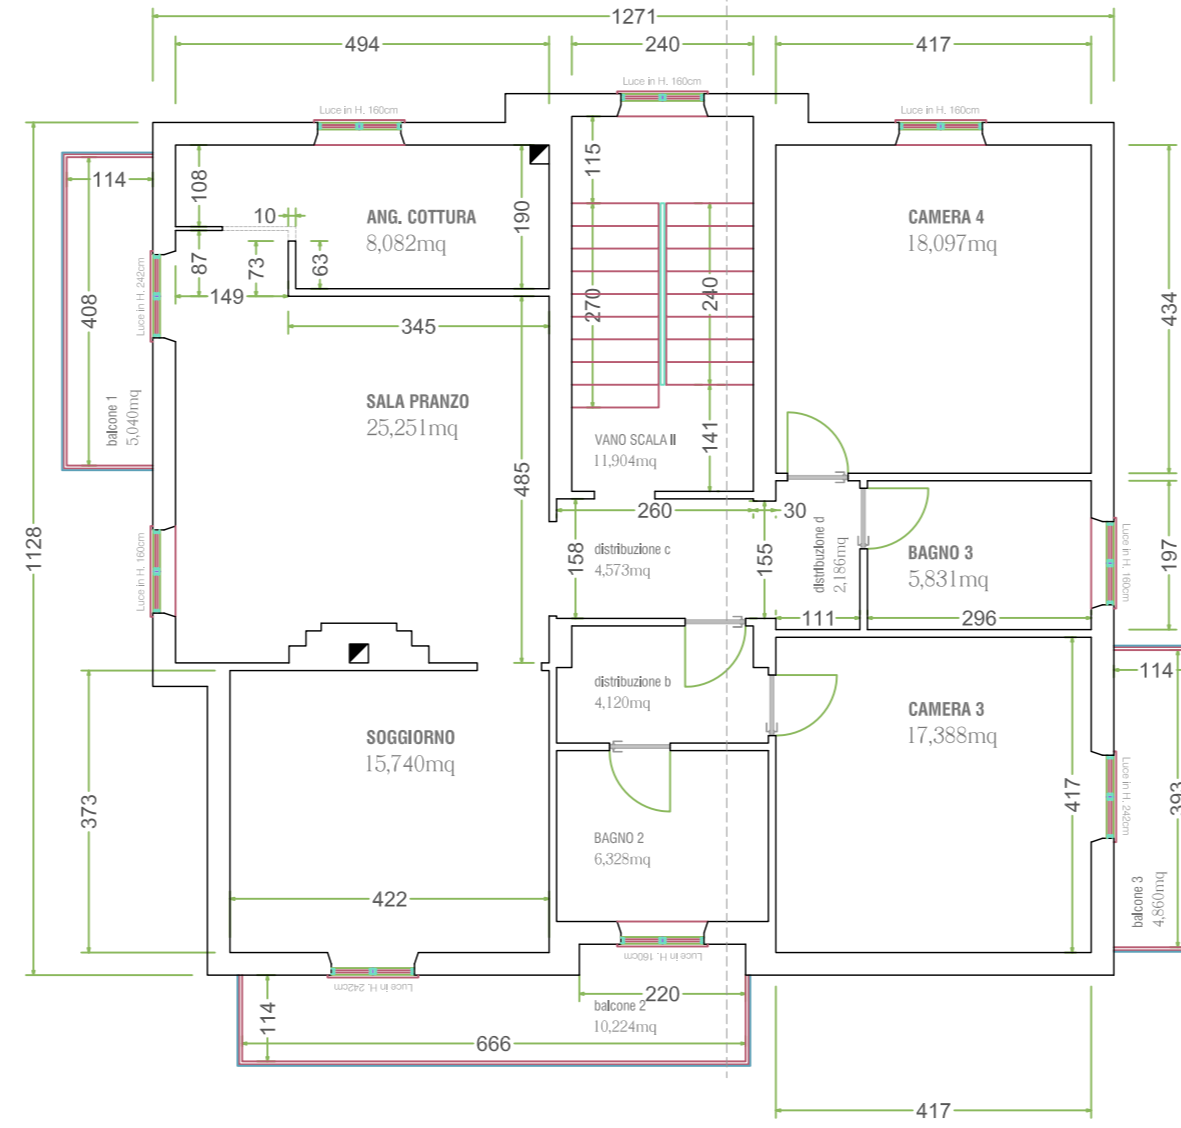 1271
494
240
417
Luce in H. 160cm
Luce in H. 160cm
Luce in H. 160cm
114
108
115
10
190
ANG. COTTURA
8,082mq
CAMERA 4
18,097mq
87
73
63
149
Luce in H. 242cm
408
270
240
434
345
balcone 1
5,040mq
SALA PRANZO
25,251mq
VANO SCALA II
11,904mq
141
485
260
30
1128
Luce in H. 160cm
158
distribuzione c
4,573mq
155
distribuzione d
2,186mq
BAGNO 3
5,831mq
Luce in H. 160cm
197
111
296
114
distribuzione b
4,120mq
CAMERA 3
17,388mq
SOGGIORNO
15,740mq
373
417
Luce in H. 242cm
393
BAGNO 2
6,328mq
422
balcone 3
4,860mq
Luce in H. 160cm
Luce in H. 242cm
220
balcone 2
10,224mq
114
666
417